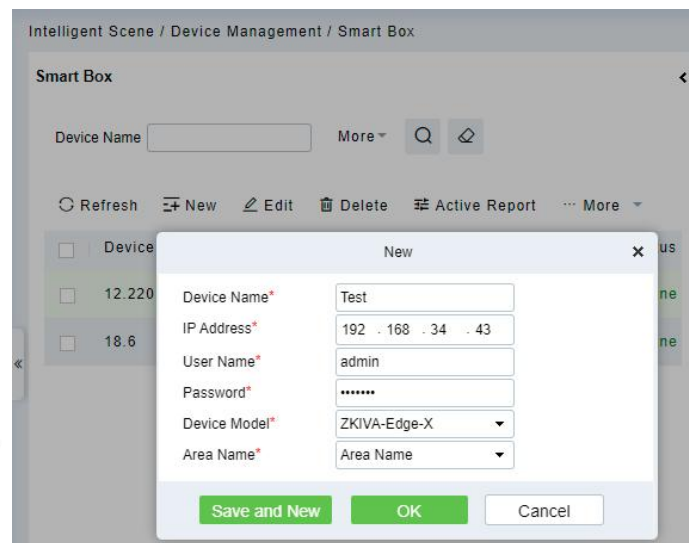 Intelligent Scene / Device Management / Smart Box
Smart Box
Device Name More
Refresh New Edit Delete Active Report ··· More
Device us
New
12.220 ne
18.6 ne
Device Name* Test
IP Address* 192 . 168 . 34 . 43
User Name* admin
Password* •••••••
Device Model* ZKIVA-Edge-X
Area Name* Area Name
Save and New OK Cancel